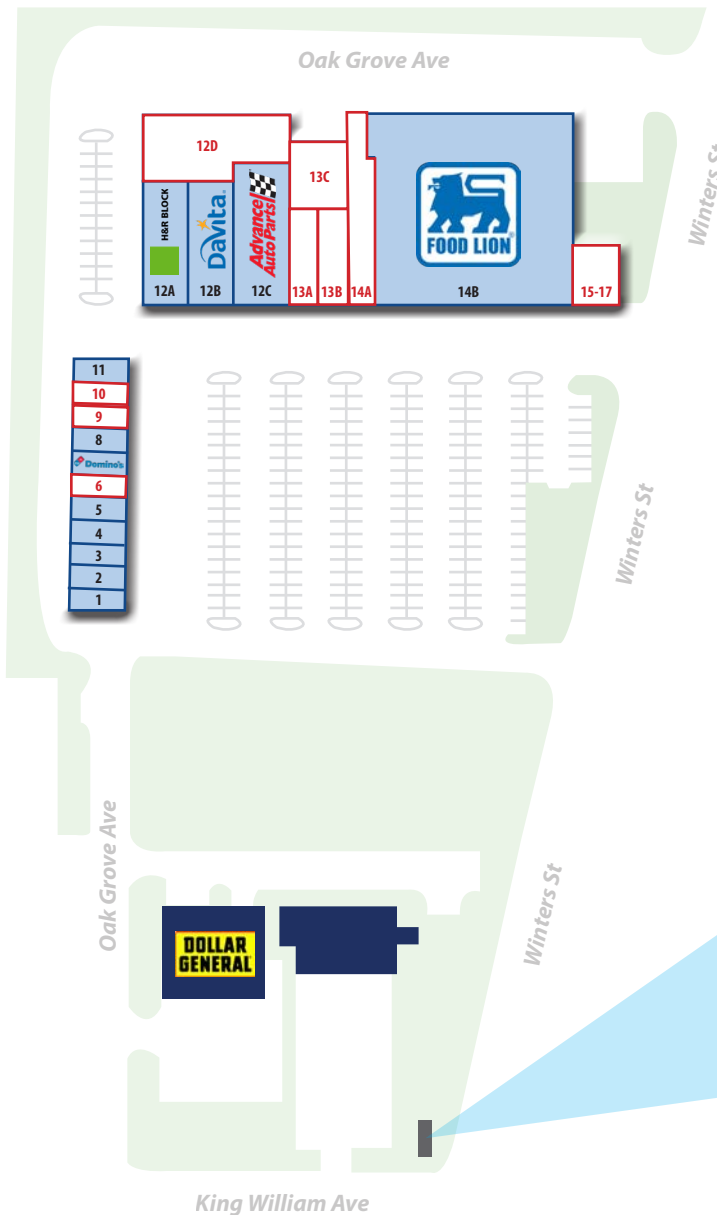 Oak Grove Ave
Winters St
12D
13C
H&R BLOCK
DaVita
Advance
Auto Parts
FOOD LION
12A
12B
12C
13A
13B
14A
14B
15-17
11
10
9
8
Domino's
6
5
4
3
2
1
Winters St
Oak Grove Ave
Winters St
DOLLAR
GENERAL
King William Ave